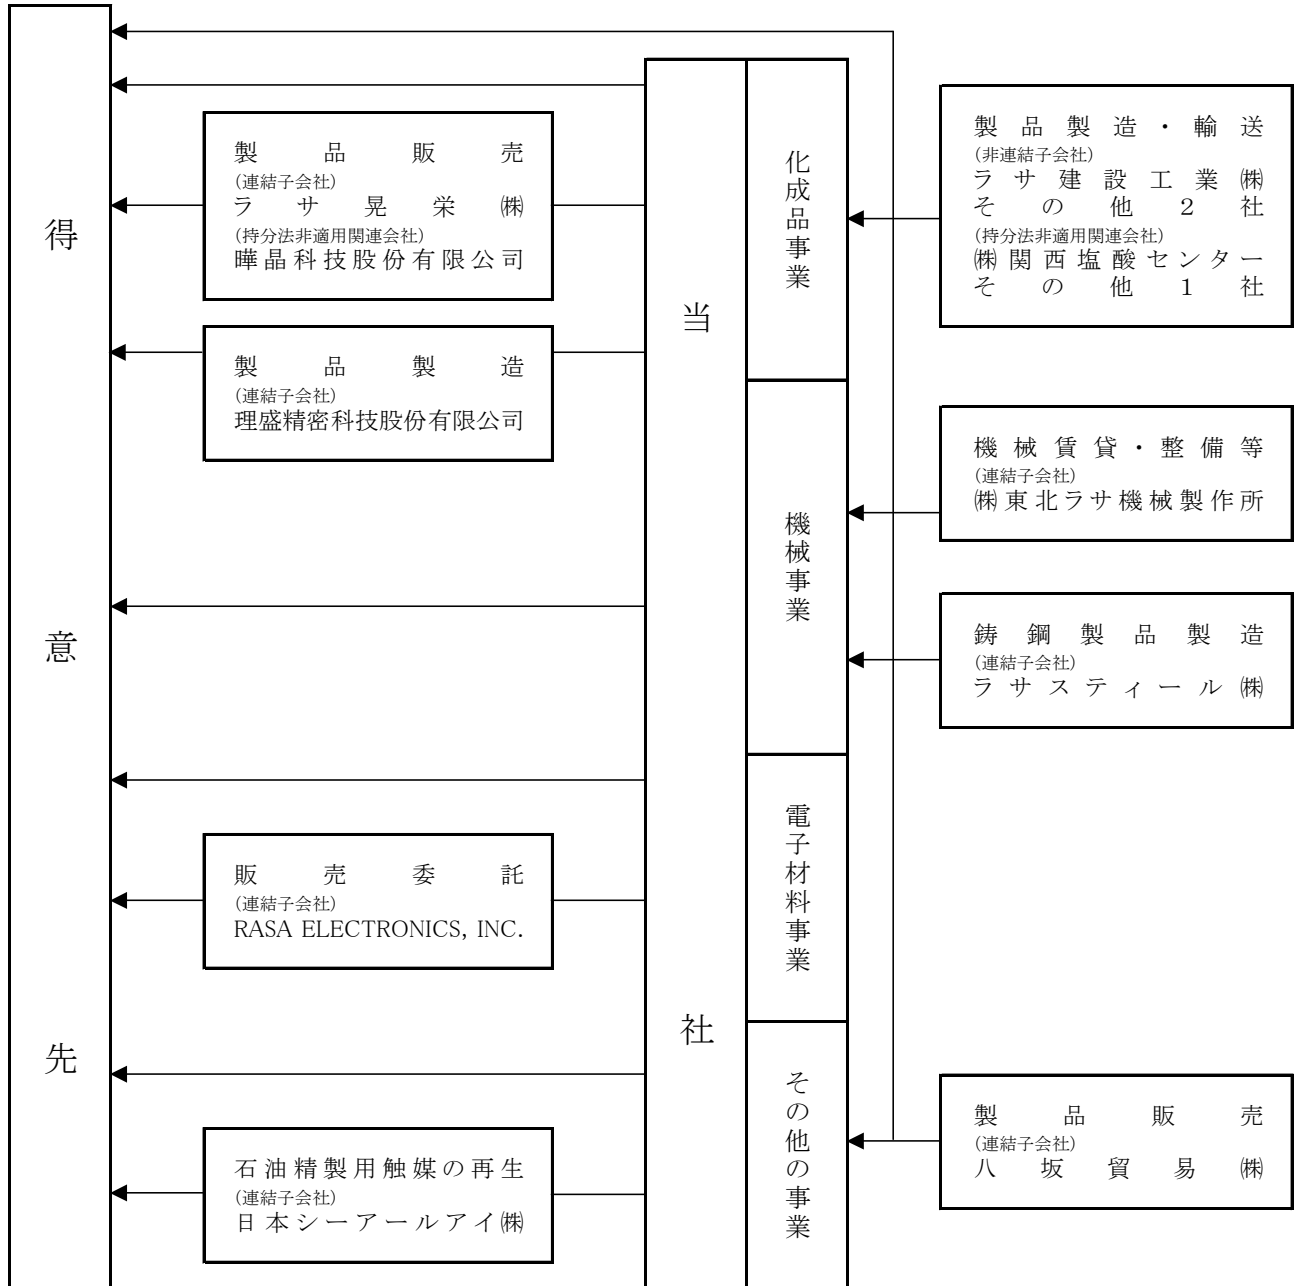 得意先
製品販売
(連結子会社)
ラサ晃栄㈱
(持分法非適用関連会社)
曄晶科技股份有限公司
製品製造
(連結子会社)
理盛精密科技股份有限公司
販売委託
(連結子会社)
RASA ELECTRONICS, INC.
石油精製用触媒の再生
(連結子会社)
日本シーアールアイ㈱
当社
化成品事業
機械事業
電子材料事業
その他の事業
製品製造・輸送
(非連結子会社)
ラサ建設工業㈱
その他2社
(持分法非適用関連会社)
㈱関西塩酸センター
その他1社
機械賃貸・整備等
(連結子会社)
㈱東北ラサ機械製作所
鋳鋼製品製造
(連結子会社)
ラサスティール㈱
製品販売
(連結子会社)
八坂貿易㈱